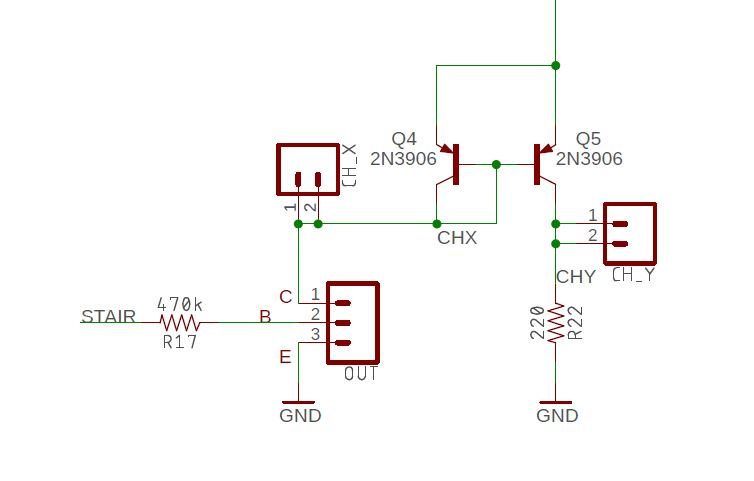 Q4
2N3906
Q5
2N3906
CH_X
1
2
CHX
1
2
CH_Y
CHY
220
R22
STAIR
470k
R17
C
B
E
1
2
3
OUT
GND
GND